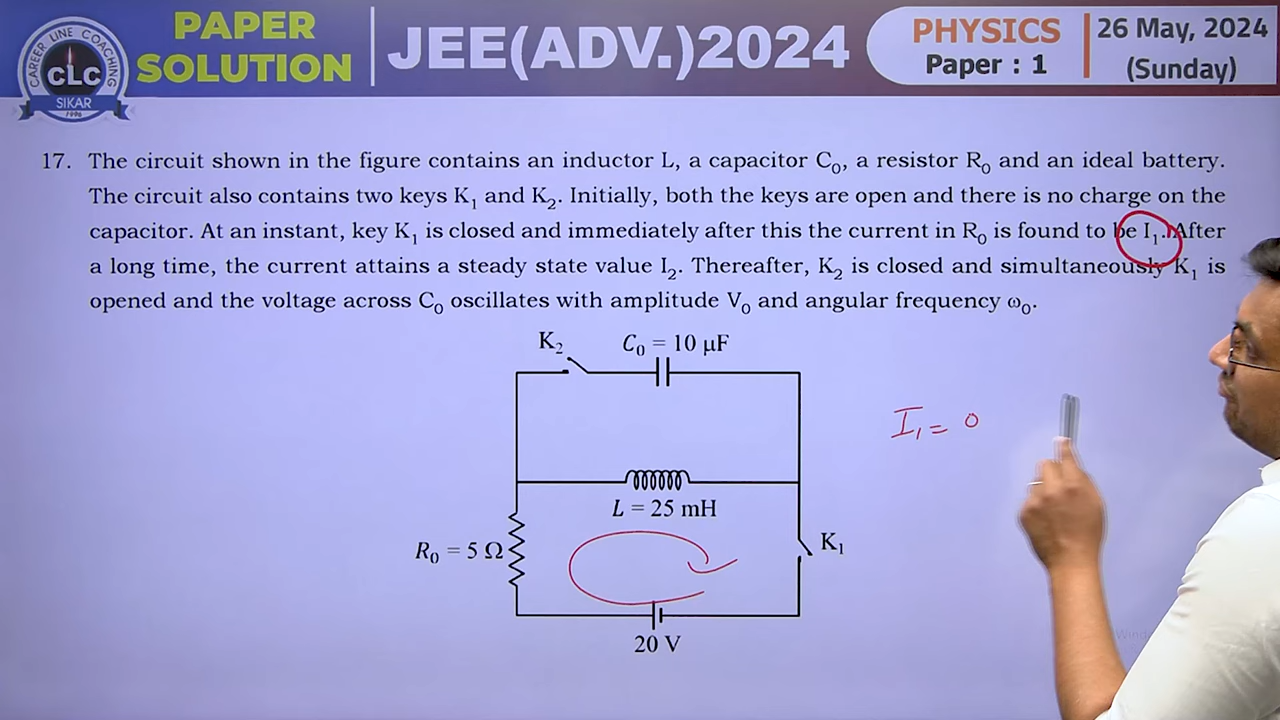 CAREER LINE COACHING
CLC
SIKAR
1996
PAPER
SOLUTION
JEE(ADV.)2024
PHYSICS
Paper : 1
26 May, 2024
(Sunday)
17. The circuit shown in the figure contains an inductor L, a capacitor C₀, a resistor R₀ and an ideal battery.
The circuit also contains two keys K₁ and K₂. Initially, both the keys are open and there is no charge on the
capacitor. At an instant, key K₁ is closed and immediately after this the current in R₀ is found to be I₁. After
a long time, the current attains a steady state value I₂. Thereafter, K₂ is closed and simultaneously K₁ is
opened and the voltage across C₀ oscillates with amplitude V₀ and angular frequency ω₀.
K₂
C₀ = 10 μF
I₁ = 0
L = 25 mH
R₀ = 5 Ω
K₁
20 V